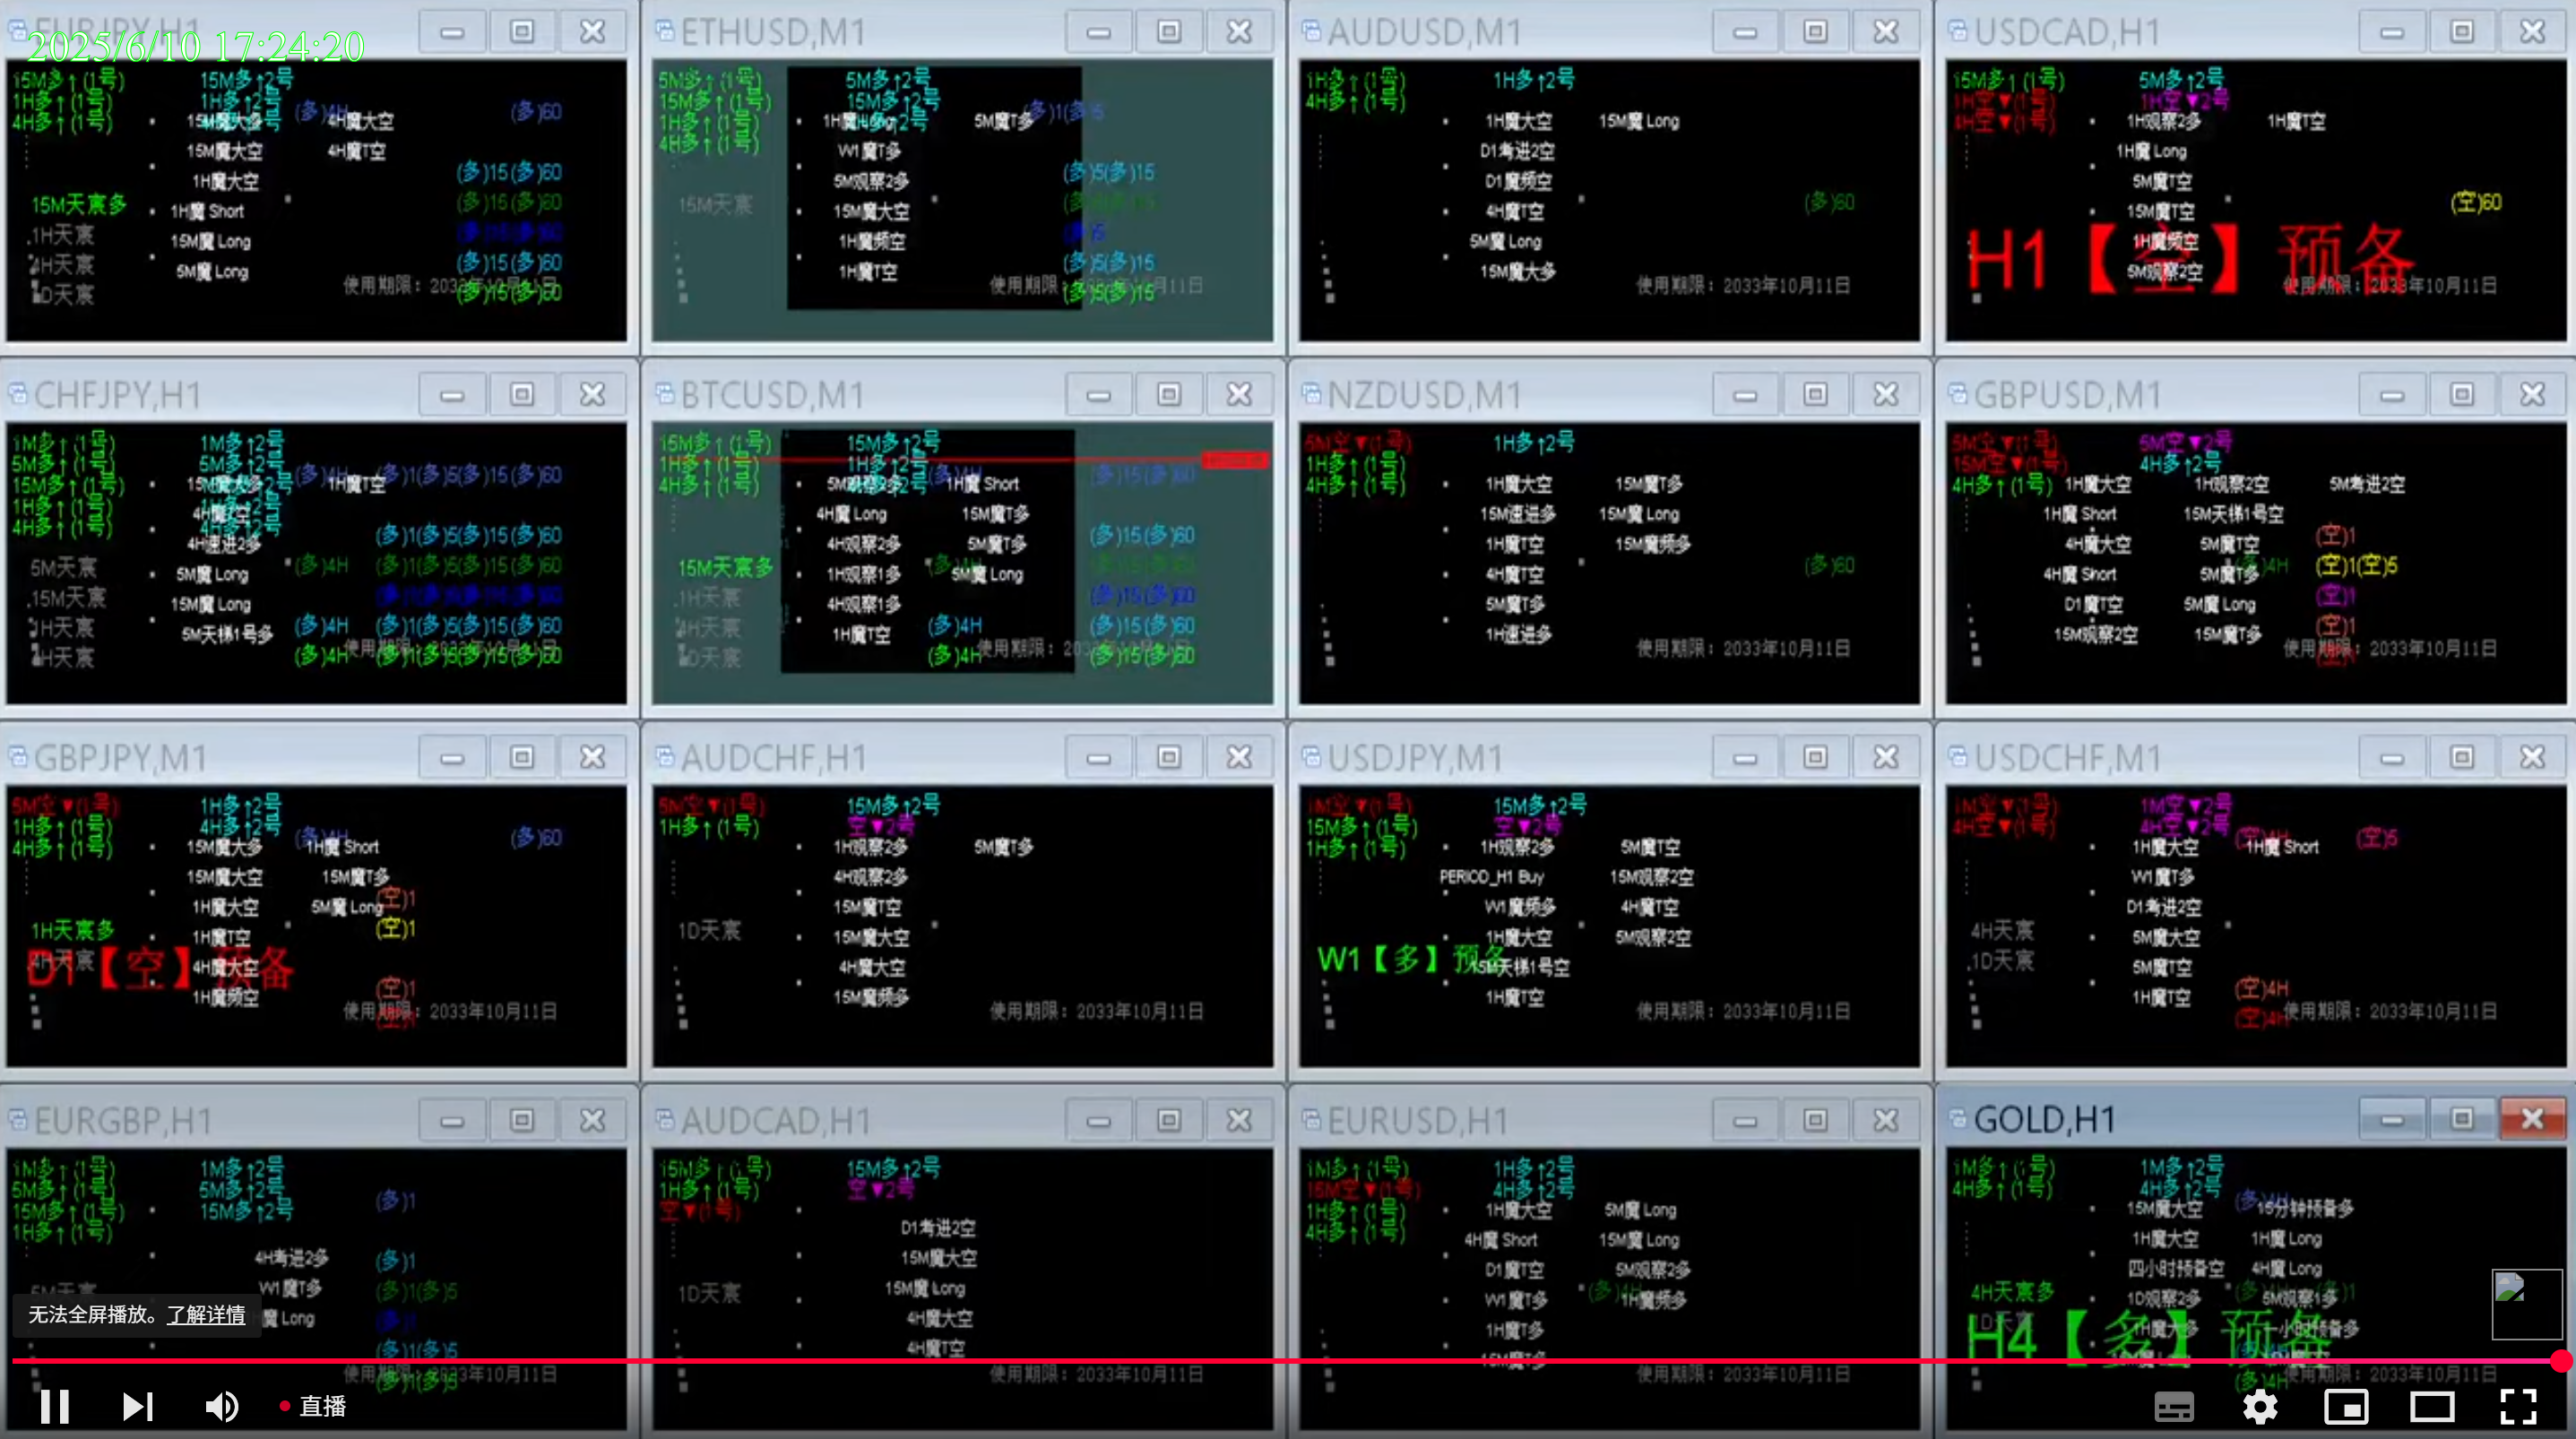 EURJPY,H1
2025/6/10 17:24:20
15M多↑(1号) 15M多↑2号
1H多↑(1号) 1H多↑2号
4H多↑(1号) (多)4H (多)60
15M魔大多 4H魔大空
15M魔大空 4H魔T空
1H魔大空 (多)15(多)60
15M天宸多 1H魔 Short (多)15(多)60
1H天宸 15M魔 Long
4H天宸 5M魔 Long (多)15(多)60
D天宸 使用期限: 2033年10月11日
(多)15(多)60
ETHUSD,M1
5M多↑(1号) 5M多↑2号
15M多↑(1号) 15M多↑2号
1H多↑(1号)
4H多↑(1号)
5M魔T多
W1魔T多
5M观察2多 (多)5(多)15
15M天宸 15M魔大空
1H魔频空
1H魔T空 (多)5(多)15
使用期限:
(多)5(多)15
AUDUSD,M1
1H多↑(1号) 1H多↑2号
4H多↑(1号)
1H魔大空 15M魔 Long
D1考进2空
D1魔频空
4H魔T空 (多)60
5M魔 Long
15M魔大多
使用期限: 2033年10月11日
USDCAD,H1
15M多↑(1号) 5M多↑2号
1H空▼(1号) 1H空▼2号
4H空▼(1号)
1H观察2多 1H魔T空
1H魔 Long
5M魔T空
15M魔T空 (空)60
1H魔频空
H1【空】预备
5M观察2空
使用期限: 2033年10月11日
CHFJPY,H1
1M多↑(1号) 1M多↑2号
5M多↑(1号) 5M多↑2号
15M多↑(1号) (多)4H (多)1(多)5(多)15(多)60
1H多↑(1号) 1H魔T空
4H多↑(1号)
4H速进2多 (多)1(多)5(多)15(多)60
5M天宸 5M魔 Long (多)4H (多)1(多)5(多)15(多)60
15M天宸 15M魔 Long
1H天宸 5M天梯1号多 (多)4H (多)1(多)5(多)15(多)60
4H天宸 (多)4H (多)1(多)5(多)15(多)60
BTCUSD,M1
15M多↑(1号) 15M多↑2号
1H多↑(1号) 1H多↑2号
4H多↑(1号) (多)15(多)60
1H魔 Short
4H魔 Long 15M魔T多
4H观察2多 5M魔T多 (多)15(多)60
15M天宸多 1H观察1多 5M魔 Long
1H天宸 4H观察1多 (多)15(多)60
4H天宸 1H魔T空 (多)4H (多)15(多)60
D天宸 (多)4H 使用期限: (多)15(多)60
NZDUSD,M1
5M空▼(1号) 1H多↑2号
1H多↑(1号)
4H多↑(1号) 1H魔大空 15M魔T多
15M速进多 15M魔 Long
1H魔T空 15M魔频多
4H魔T空 (多)60
5M魔T多
1H速进多
使用期限: 2033年10月11日
GBPUSD,M1
5M空▼(1号) 5M空▼2号
15M空▼(1号) 4H多↑2号
4H多↑(1号) 1H魔大空 1H观察2空 5M考进2空
1H魔 Short 15M天梯1号空
4H魔大空 5M魔T空 (空)1
4H魔 Short 5M魔T多 (空)1(空)5
D1魔T空 5M魔 Long (空)1
15M观察2空 15M魔T多 (空)1
使用期限: 2033年10月11日
GBPJPY,M1
5M空▼(1号) 1H多↑2号
1H多↑(1号) 4H多↑2号
4H多↑(1号) (多)4H (多)60
15M魔大多 1H魔 Short
15M魔大空 15M魔T多
1H魔大空 5M魔 Long (空)1
1H天宸多 1H魔T空 (空)1
4H天宸 4H魔大空
D1【空】预备
1H魔频空 (空)1
使用期限: 2033年10月11日
AUDCHF,H1
5M空▼(1号) 15M多↑2号
1H多↑(1号) 空▼2号
1H观察2多 5M魔T多
4H观察2多
15M魔T空
1D天宸 15M魔大空
4H魔大空
15M魔频多
使用期限: 2033年10月11日
USDJPY,M1
1M空▼(1号) 15M多↑2号
15M多↑(1号) 空▼2号
1H多↑(1号) 1H观察2多 5M魔T空
PERIOD_H1 Buy 15M观察2空
W1魔频多 4H魔T空
1H魔大空 5M观察2空
W1【多】预备
15M天梯1号空
1H魔T空
使用期限: 2033年10月11日
USDCHF,M1
1M空▼(1号) 1M空▼2号
4H空▼(1号) 4H空▼2号
(空)4H (空)5
1H魔大空 1H魔 Short
W1魔T多
D1考进2空
4H天宸 5M魔大空
1D天宸 5M魔T空
1H魔T空 (空)4H
(空)4H 使用期限: 2033年10月11日
EURGBP,H1
1M多↑(1号) 1M多↑2号
5M多↑(1号) 5M多↑2号
15M多↑(1号) 15M多↑2号 (多)1
1H多↑(1号)
4H考进2多 (多)1
5M天宸 W1魔T多 (多)1(多)5
魔 Long
(多)1(多)5
(多)1(多)5
AUDCAD,H1
15M多↑(1号) 15M多↑2号
1H多↑(1号) 空▼2号
空▼(1号)
D1考进2空
15M魔大空
1D天宸 15M魔 Long
4H魔大空
4H魔T空
使用期限: 2033年10月11日
EURUSD,H1
1M多↑(1号) 1H多↑2号
15M空▼(1号) 4H多↑2号
1H多↑(1号) 1H魔大空 5M魔 Long
4H多↑(1号) 4H魔 Short 15M魔 Long
D1魔T空 5M观察2多
W1魔T多 1H魔频多
1H魔T多
15M魔T多
使用期限: 2033年10月11日
GOLD,H1
1M多↑(1号) 1M多↑2号
4H多↑(1号) 4H多↑2号
15M魔大空 15分钟预备多
1H魔大空 1H魔 Long
四小时预备空 4H魔 Long
4H天宸多 1D观察2多 5M观察1多
1D天宸 1H魔大多 一小时预备多
H4【多】预备
(多)4H 使用期限: 2033年10月11日
无法全屏播放。了解详情
直播